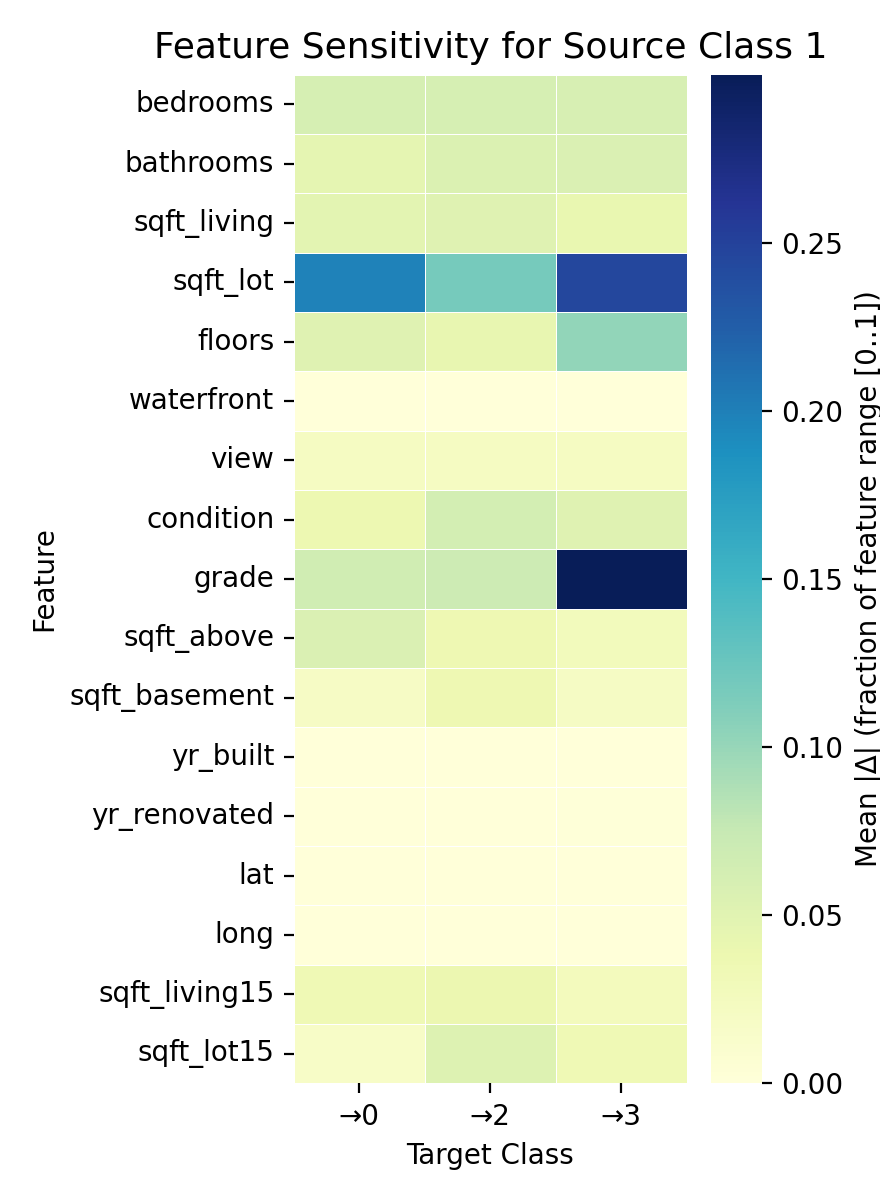 Feature Sensitivity for Source Class 1
bedrooms
bathrooms
sqft_living
sqft_lot
floors
waterfront
view
condition
grade
sqft_above
sqft_basement
yr_built
yr_renovated
lat
long
sqft_living15
sqft_lot15
Feature
→0
→2
→3
Target Class
0.25
0.20
0.15
0.10
0.05
0.00
Mean |Δ| (fraction of feature range [0..1])